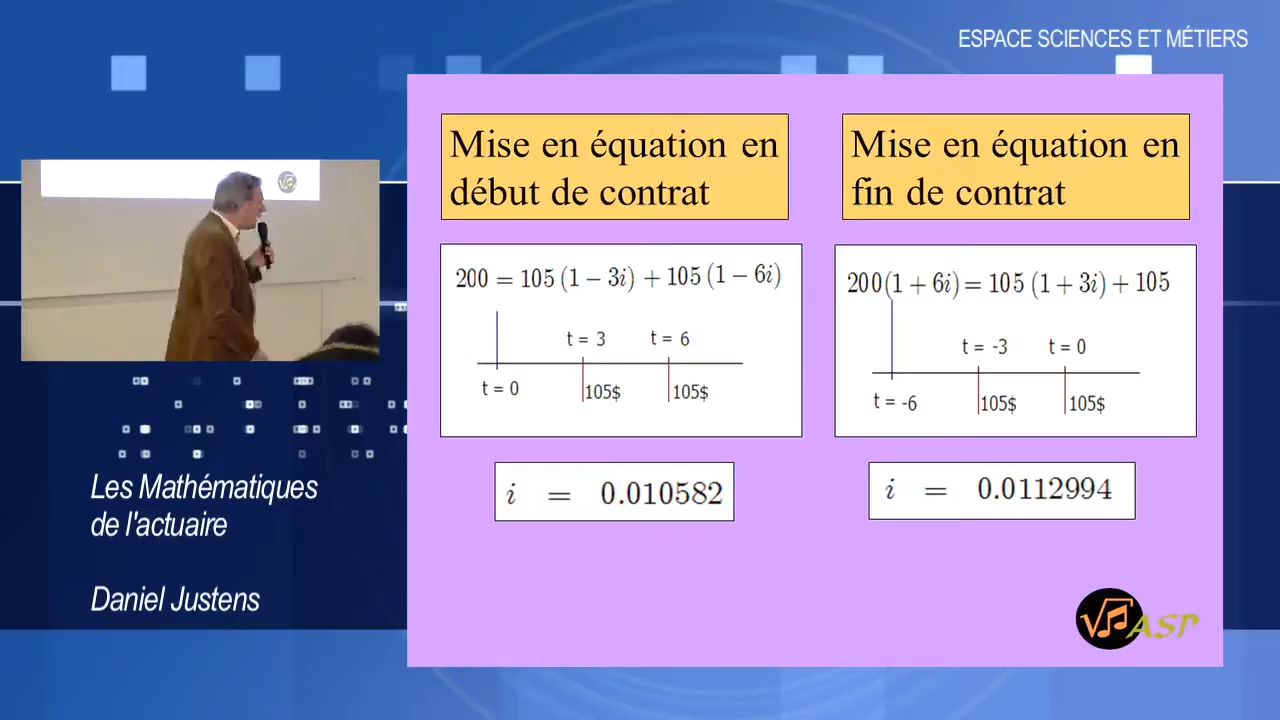 ESPACE SCIENCES ET MÉTIERS
Mise en équation en
début de contrat
200 = 105 (1 − 3i) + 105 (1 − 6i)
t = 3 t = 6
t = 0 105$ 105$
i = 0.010582
Mise en équation en
fin de contrat
200(1 + 6i) = 105 (1 + 3i) + 105
t = -3 t = 0
t = -6 105$ 105$
i = 0.0112994
ASP
Les Mathématiques
de l'actuaire
Daniel Justens